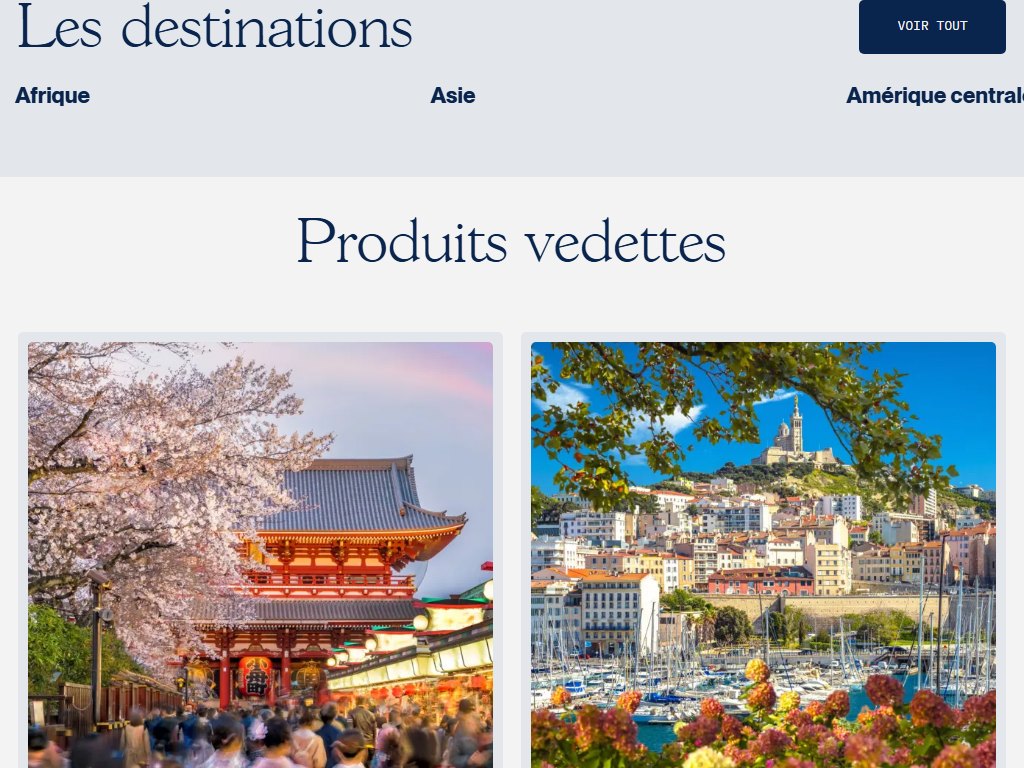 Les destinations
VOIR TOUT
Afrique
Asie
Amérique central
Produits vedettes